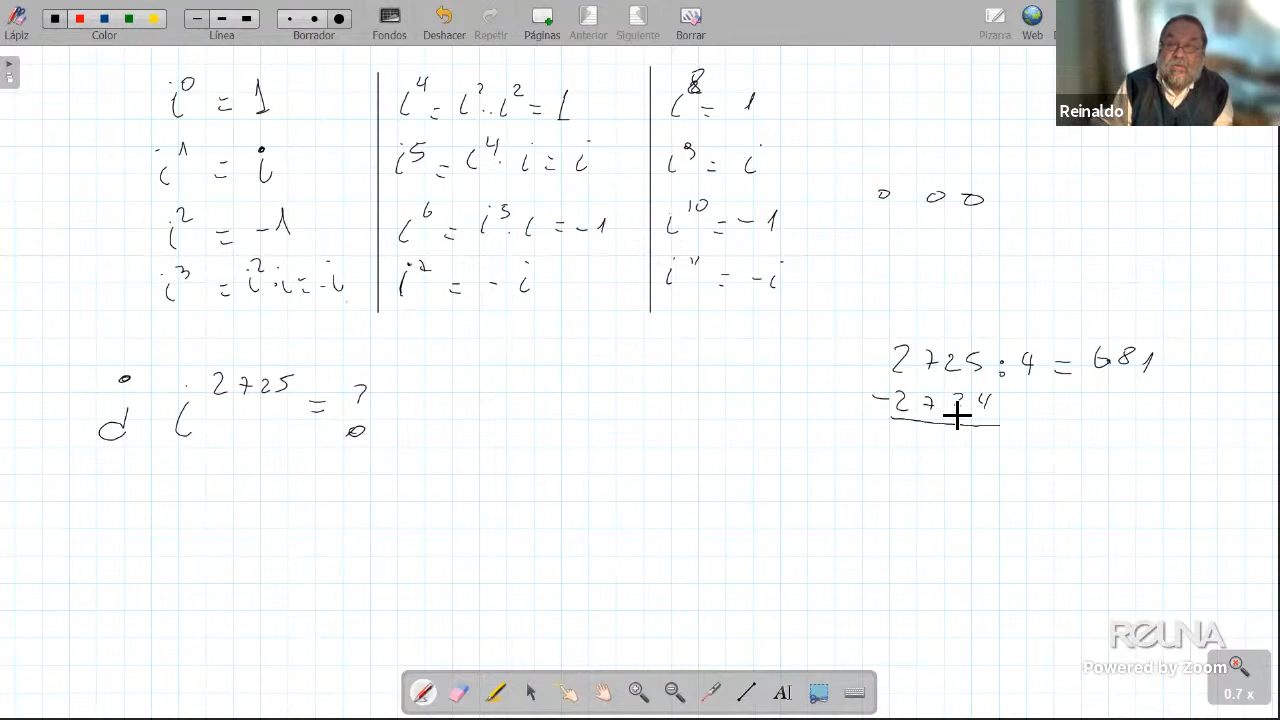 Lápiz Color Línea Borrador Fondos Deshacer Repetir Páginas Anterior Siguiente Borrar Pizarra Web
Reinaldo
i⁰ = 1
i¹ = i
i² = -1
i³ = i²·i = -i
i⁴ = i²·i² = 1
i⁵ = i⁴·i = i
i⁶ = i⁵·i = -1
i⁷ = -i
i⁸ = 1
i⁹ = i
i¹⁰ = -1
i¹¹ = -i
¿ i²⁷²⁵ = ?
2725 : 4 = 681
-2724
REUNA
Powered by Zoom
0.7 x